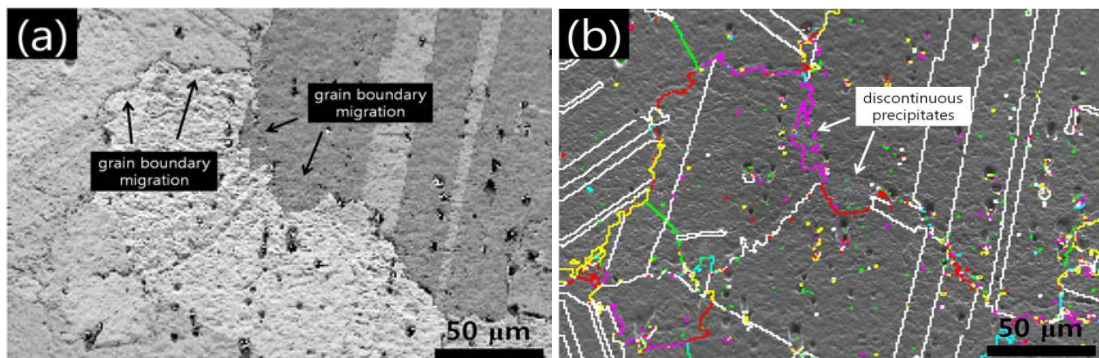 (a)
grain boundary
migration
grain boundary
migration
50 μm
(b)
discontinuous
precipitates
50 μm